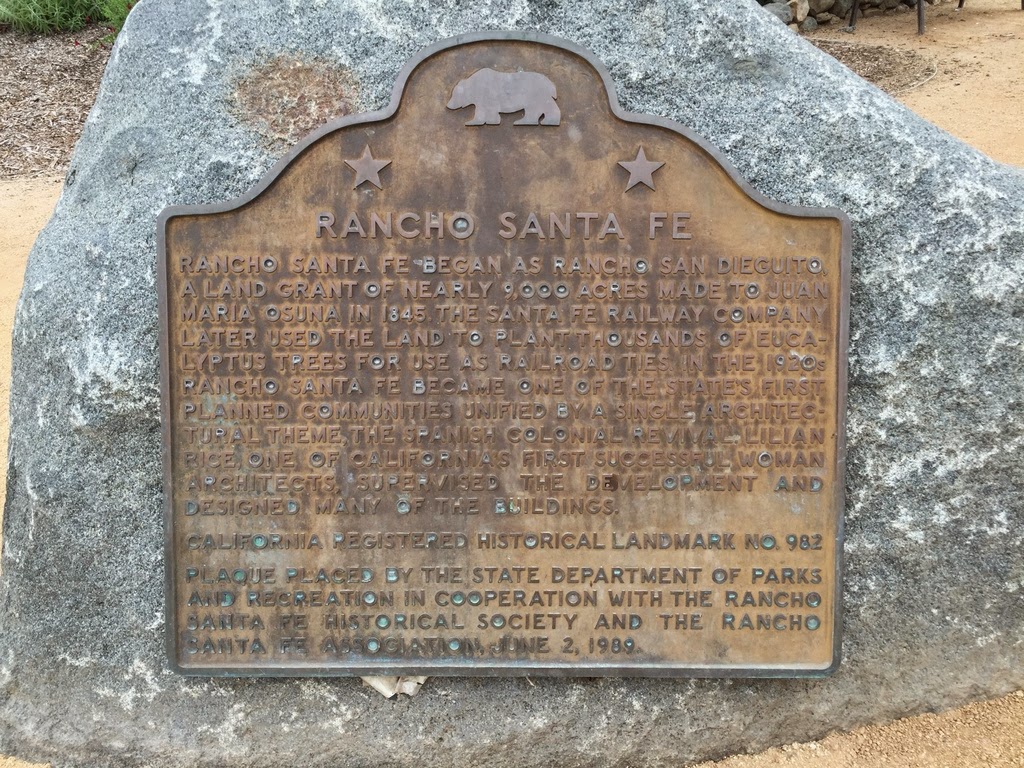 RANCHO SANTA FE
RANCHO SANTA FE BEGAN AS RANCHO SAN DIEGUITO,
A LAND GRANT OF NEARLY 9,000 ACRES MADE TO JUAN
MARIA OSUNA IN 1845. THE SANTA FE RAILWAY COMPANY
LATER USED THE LAND TO PLANT THOUSANDS OF EUCA-
LYPTUS TREES FOR USE AS RAILROAD TIES. IN THE 1920s
RANCHO SANTA FE BECAME ONE OF THE STATE'S FIRST
PLANNED COMMUNITIES UNIFIED BY A SINGLE ARCHITEC-
TURAL THEME, THE SPANISH COLONIAL REVIVAL. LILIAN
RICE, ONE OF CALIFORNIA'S FIRST SUCCESSFUL WOMAN
ARCHITECTS, SUPERVISED THE DEVELOPMENT AND
DESIGNED MANY OF THE BUILDINGS.
CALIFORNIA REGISTERED HISTORICAL LANDMARK NO. 982
PLAQUE PLACED BY THE STATE DEPARTMENT OF PARKS
AND RECREATION IN COOPERATION WITH THE RANCHO
SANTA FE HISTORICAL SOCIETY AND THE RANCHO
SANTA FE ASSOCIATION, JUNE 2, 1989.